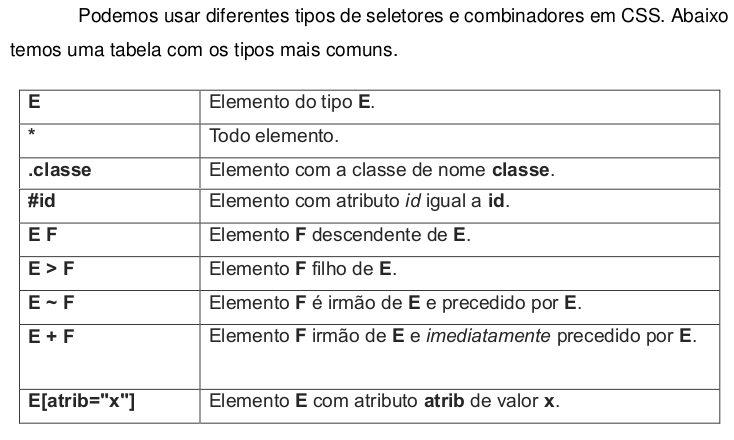 Podemos usar diferentes tipos de seletores e combinadores em CSS. Abaixo
temos uma tabela com os tipos mais comuns.
E Elemento do tipo E.
* Todo elemento.
.classe Elemento com a classe de nome classe.
#id Elemento com atributo id igual a id.
E F Elemento F descendente de E.
E > F Elemento F filho de E.
E ~ F Elemento F é irmão de E e precedido por E.
E + F Elemento F irmão de E e imediatamente precedido por E.
E[atrib="x"] Elemento E com atributo atrib de valor x.